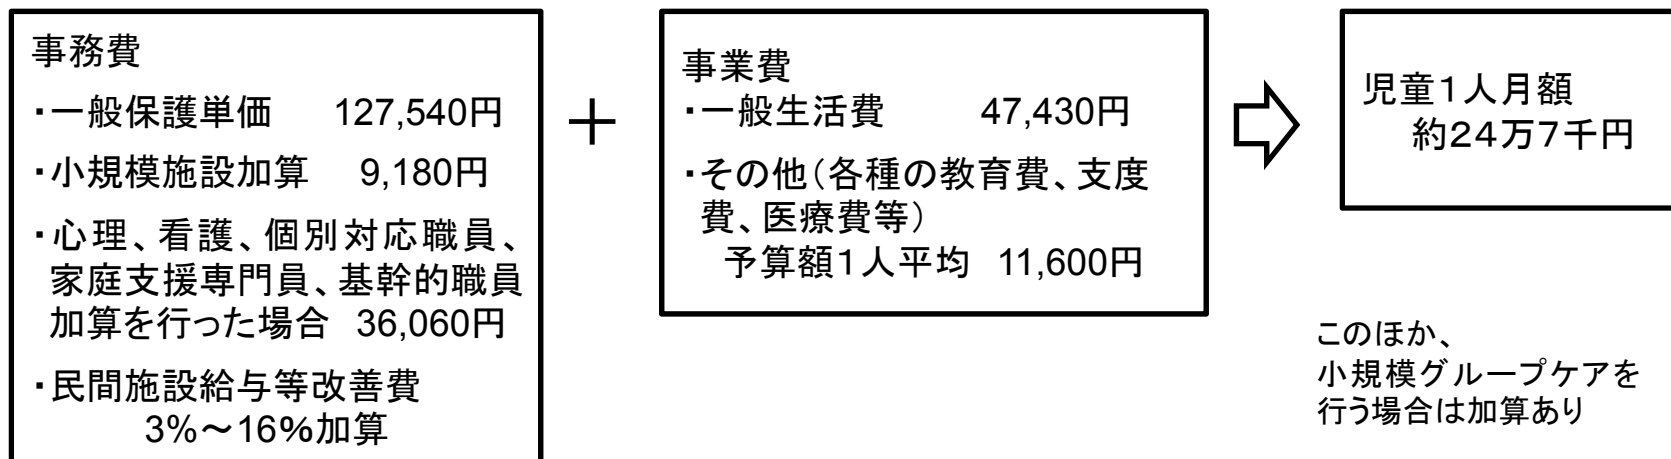 事務費
・一般保護単価 127,540円
・小規模施設加算 9,180円
・心理、看護、個別対応職員、
家庭支援専門員、基幹的職員
加算を行った場合 36,060円
・民間施設給与等改善費
3%～16%加算
＋
事業費
・一般生活費 47,430円
・その他（各種の教育費、支度
費、医療費等）
予算額1人平均 11,600円
児童1人月額
約24万7千円
このほか、
小規模グループケアを
行う場合は加算あり